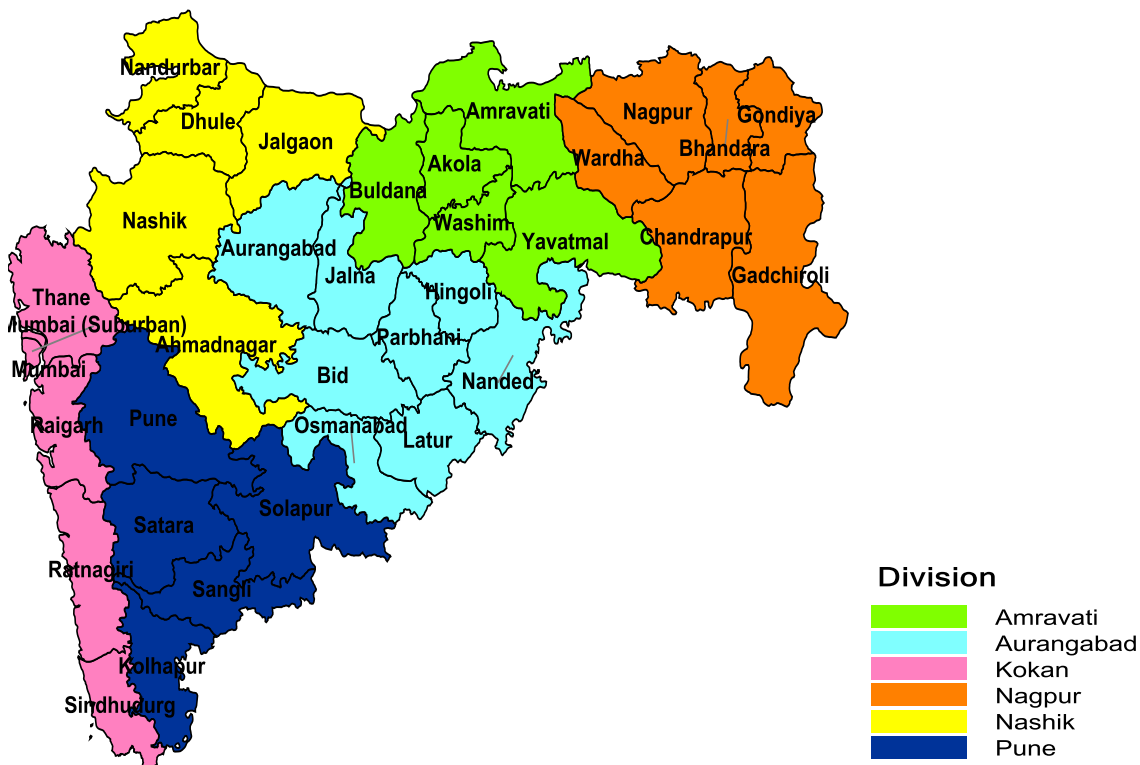 Nandurbar
Dhule
Jalgaon
Amravati
Nagpur
Gondiya
Bhandara
Wardha
Akola
Buldana
Nashik
Washim
Yavatmal
Chandrapur
Aurangabad
Jalna
Gadchiroli
Hingoli
Thane
Mumbai (Suburban)
Parbhani
Ahmadnagar
Mumbai
Bid
Nanded
Pune
Raigarh
Osmanabad
Latur
Solapur
Satara
Ratnagiri
Sangli
Kolhapur
Sindhudurg
Division
Amravati
Aurangabad
Kokan
Nagpur
Nashik
Pune